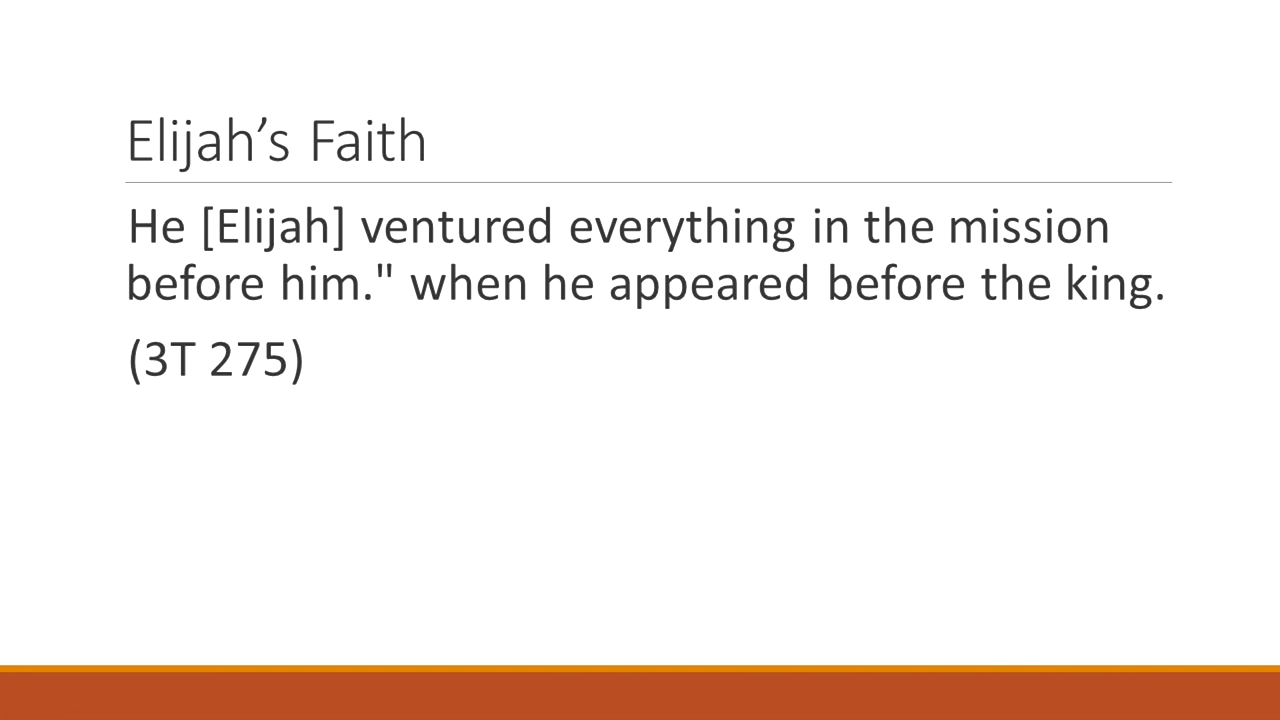 Elijah’s Faith
He [Elijah] ventured everything in the mission
before him." when he appeared before the king.
(3T 275)